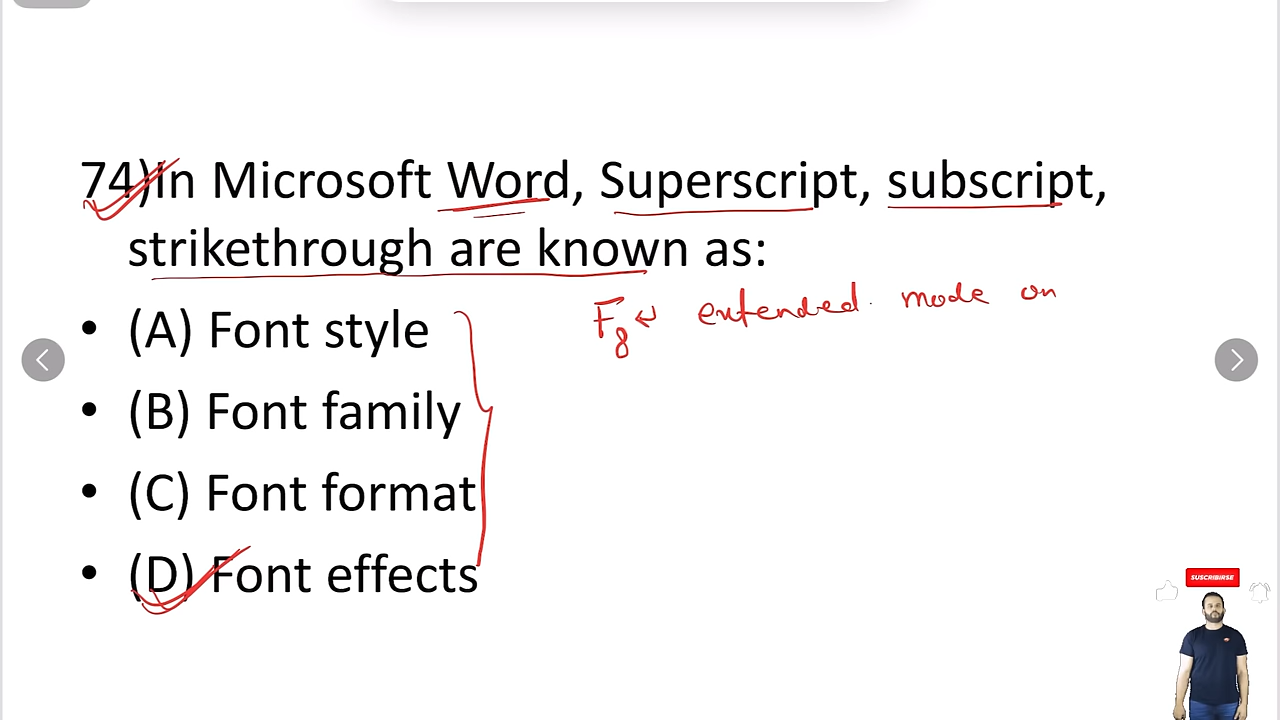 74)In Microsoft Word, Superscript, subscript,
strikethrough are known as:
F8 ↵ extended mode on
• (A) Font style
• (B) Font family
• (C) Font format
• (D) Font effects
SUSCRIBIRSE